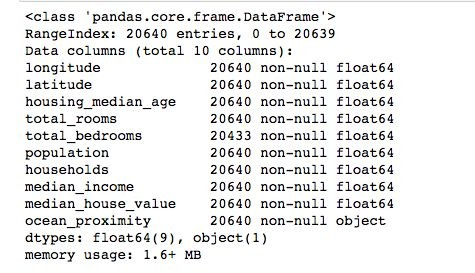 <class 'pandas.core.frame.DataFrame'>
RangeIndex: 20640 entries, 0 to 20639
Data columns (total 10 columns):
longitude 20640 non-null float64
latitude 20640 non-null float64
housing_median_age 20640 non-null float64
total_rooms 20640 non-null float64
total_bedrooms 20433 non-null float64
population 20640 non-null float64
households 20640 non-null float64
median_income 20640 non-null float64
median_house_value 20640 non-null float64
ocean_proximity 20640 non-null object
dtypes: float64(9), object(1)
memory usage: 1.6+ MB